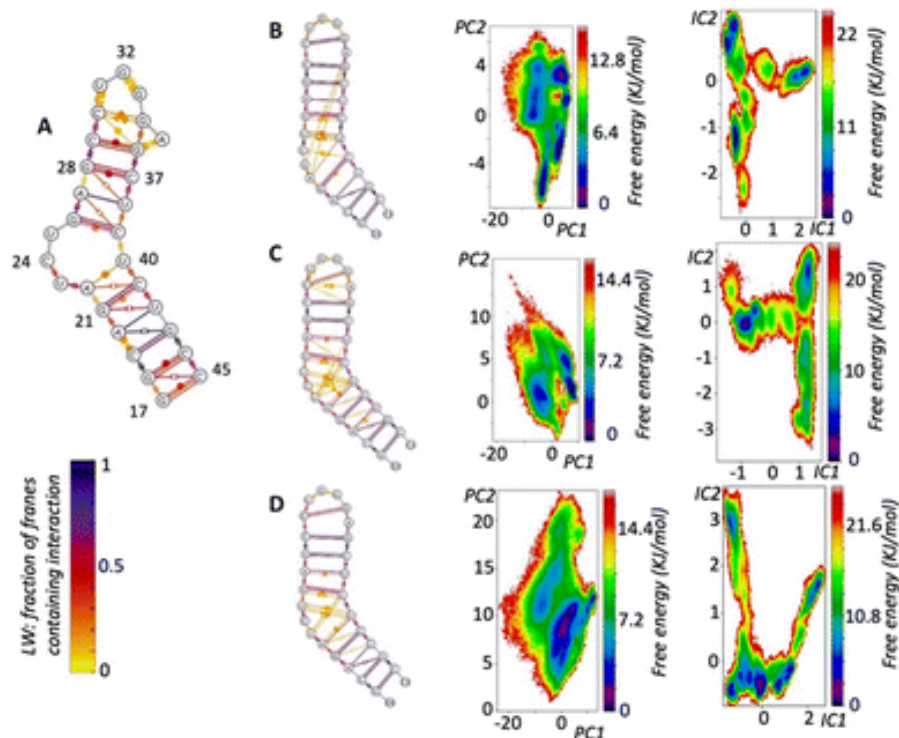 A
32
28
37
24
40
21
45
17
1
0.5
0
LW: fraction of franes
containing interaction
B
PC2
4
0
-4
-20
0
PC1
12.8
6.4
0
Free energy (KJ/mol)
IC2
0
-1
-2
0
1
2
IC1
22
11
0
Free energy (KJ/mol)
C
PC2
10
5
0
-20
0
PC1
14.4
7.2
0
Free energy (KJ/mol)
IC2
1
0
-1
-2
-3
-1
0
1
IC1
20
10
0
Free energy (KJ/mol)
D
PC2
20
15
10
5
0
-20
0
PC1
14.4
7.2
0
Free energy (KJ/mol)
IC2
3
2
1
0
0
2
IC1
21.6
10.8
0
Free energy (KJ/mol)